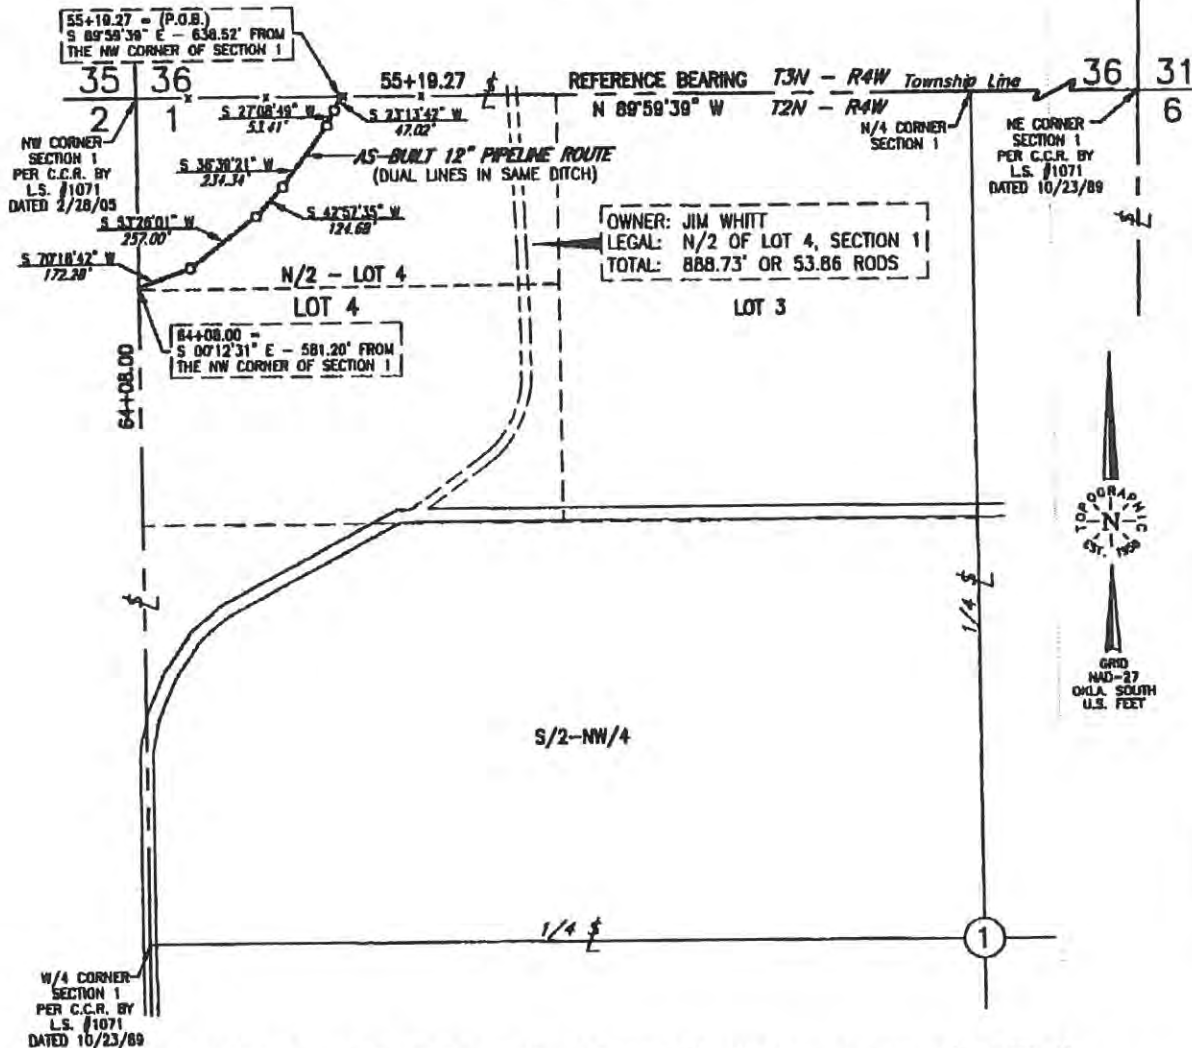 55+19.27 = (P.O.B.)
S 89°59'39" E - 638.52' FROM
THE NW CORNER OF SECTION 1
35 36
2 1
55+19.27
REFERENCE BEARING
N 89°59'39" W
T3N - R4W
T2N - R4W
Township Line
36 31
6
NW CORNER
SECTION 1
PER C.C.R. BY
L.S. #1071
DATED 2/28/05
S 27°08'49" W
53.41'
S 23°13'42" W
47.02'
N/4 CORNER
SECTION 1
NE CORNER
SECTION 1
PER C.C.R. BY
L.S. #1071
DATED 10/23/89
AS-BUILT 12" PIPELINE ROUTE
(DUAL LINES IN SAME DITCH)
S 36°39'21" W
234.34'
S 42°57'35" W
124.68'
S 53°26'01" W
257.00'
S 70°18'42" W
172.28'
OWNER: JIM WHITT
LEGAL: N/2 OF LOT 4, SECTION 1
TOTAL: 888.73' OR 53.86 RODS
N/2 - LOT 4
LOT 4
LOT 3
64+08.00 =
S 00°12'31" E - 581.20' FROM
THE NW CORNER OF SECTION 1
64+08.00
TOPOGRAPHIC
N
EST. 1950
GRID
NAD-27
OKLA. SOUTH
U.S. FEET
1/4
S/2-NW/4
1/4
1
W/4 CORNER
SECTION 1
PER C.C.R. BY
L.S. #1071
DATED 10/23/89